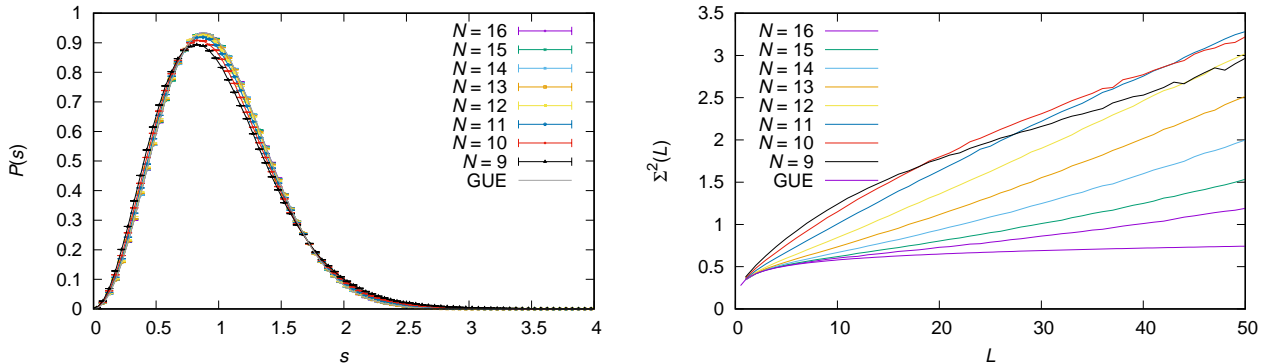 P(s)
1
0.9
0.8
0.7
0.6
0.5
0.4
0.3
0.2
0.1
0
0 0.5 1 1.5 2 2.5 3 3.5 4
s
N = 16
N = 15
N = 14
N = 13
N = 12
N = 11
N = 10
N = 9
GUE
Σ²(L)
3.5
3
2.5
2
1.5
1
0.5
0
0 10 20 30 40 50
L
N = 16
N = 15
N = 14
N = 13
N = 12
N = 11
N = 10
N = 9
GUE